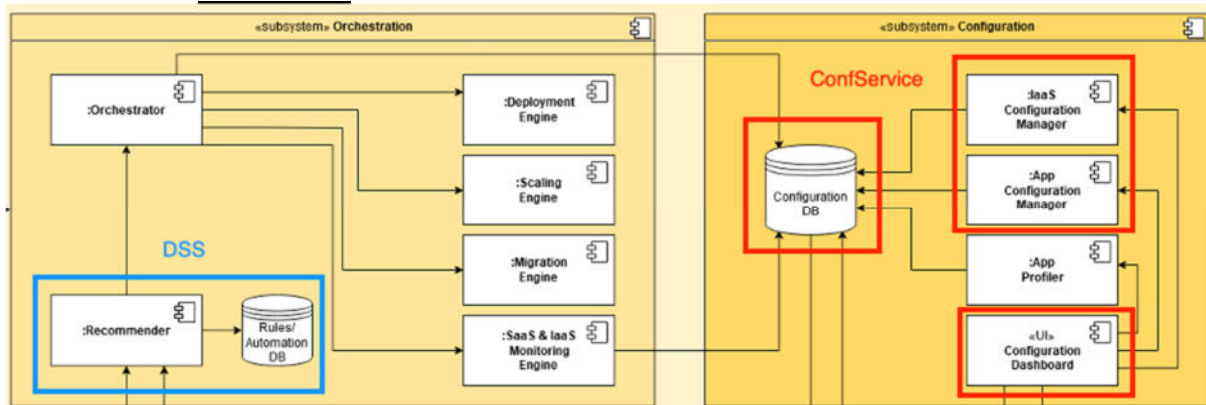 «subsystem» Orchestration
:Orchestrator
:Deployment
Engine
:Scaling
Engine
:Migration
Engine
DSS
:Recommender
Rules/
Automation
DB
:SaaS & IaaS
Monitoring
Engine
«subsystem» Configuration
ConfService
:IaaS
Configuration
Manager
Configuration
DB
:App
Configuration
Manager
:App
Profiler
«UI»
Configuration
Dashboard